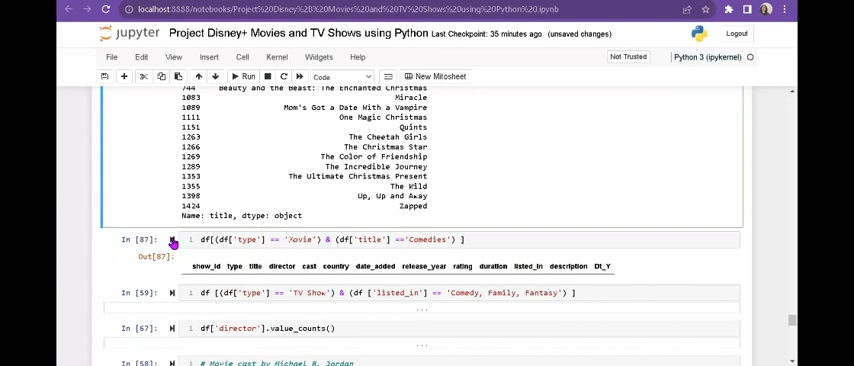 localhost:8888/notebooks/Project%20Disney%2B%20Movies%20and%20TV%20Shows%20using%20Python%20.ipynb
jupyter Project Disney+ Movies and TV Shows using Python Last Checkpoint: 35 minutes ago (unsaved changes)
Logout
File Edit View Insert Cell Kernel Widgets Help
Not Trusted
Python 3 (ipykernel)
Run
Code
New Mitosheet
744 Beauty and the Beast: The Enchanted Christmas
1083 Miracle
1089 Mom's Got a Date With a Vampire
1111 One Magic Christmas
1151 Quints
1263 The Cheetah Girls
1266 The Christmas Star
1269 The Color of Friendship
1289 The Incredible Journey
1353 The Ultimate Christmas Present
1355 The Wild
1398 Up, Up and Away
1424 Zapped
Name: title, dtype: object
In [87]: 1 df[(df['type'] == 'Movie') & (df['title'] =='Comedies') ]
Out[87]:
show_id type title director cast country date_added release_year rating duration listed_in description Dt_Y
In [59]: 1 df [(df['type'] == 'TV Show') & (df ['listed_in'] == 'Comedy, Family, Fantasy') ]
...
In [67]: 1 df['director'].value_counts()
...
In [58]: 1 # Movie cast by Michael B. Jordan